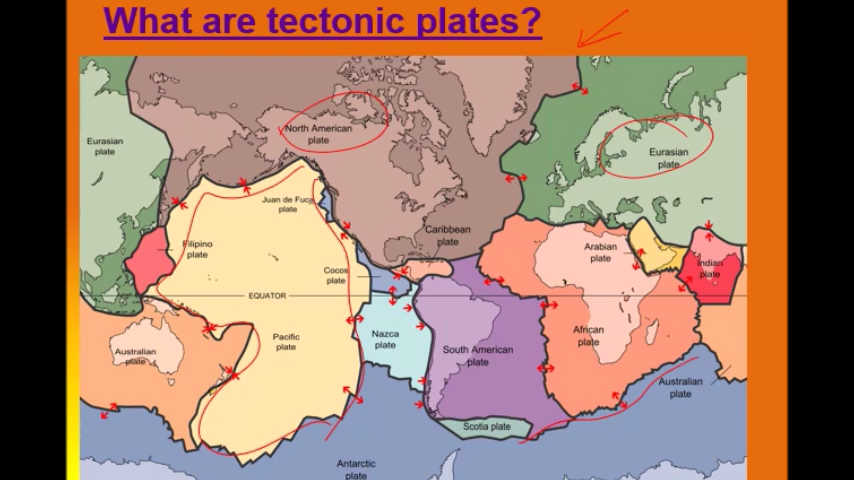 What are tectonic plates?
Eurasian
plate
North American
plate
Eurasian
plate
Juan de Fuca
plate
Filipino
plate
Caribbean
plate
Arabian
plate
Indian
plate
Cocos
plate
EQUATOR
Pacific
plate
Nazca
plate
South American
plate
African
plate
Australian
plate
Australian
plate
Scotia plate
Antarctic
plate